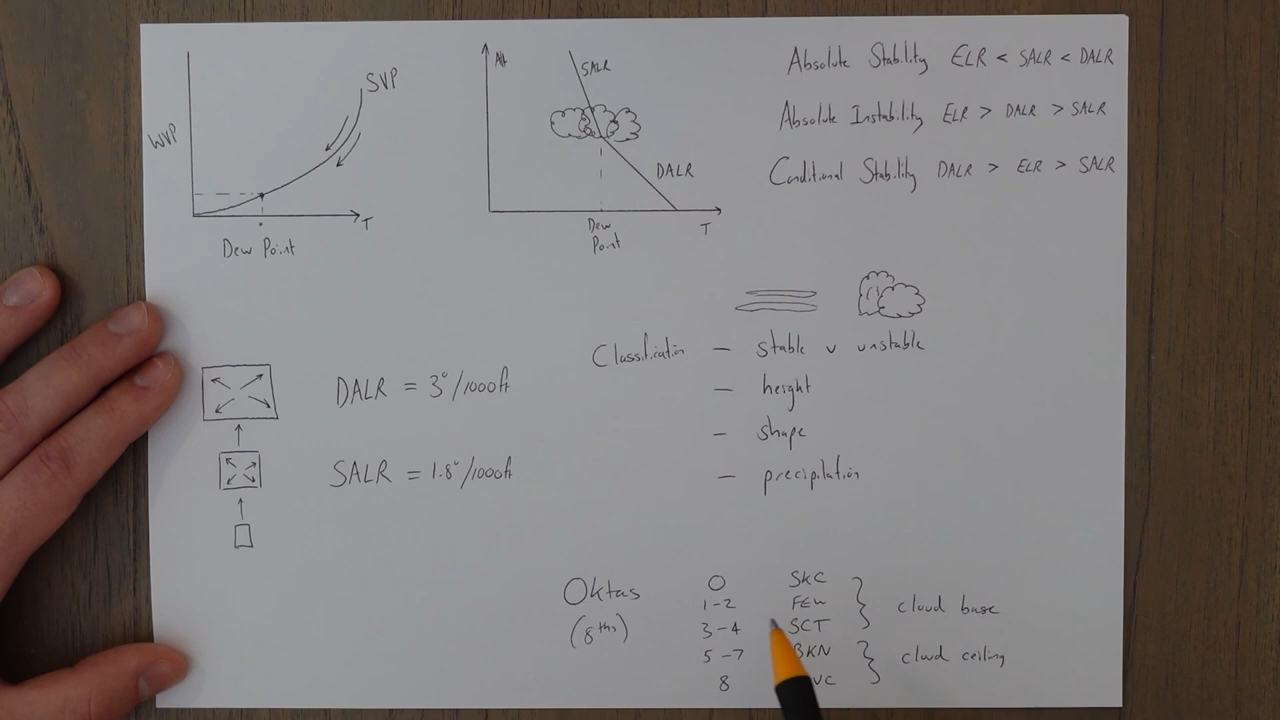 SVP
WVP
T
Dew Point
Alt
SALR
DALR
Dew
Point
T
Absolute Stability ELR < SALR < DALR
Absolute Instability ELR > DALR > SALR
Conditional Stability DALR > ELR > SALR
DALR = 3°/1000ft
SALR = 1.8°/1000ft
Classification – stable v unstable
– height
– shape
– precipitation
Oktas
(8ths)
0 SKC
1-2 FEW
3-4 SCT
5-7 BKN
8 VC
cloud base
cloud ceiling